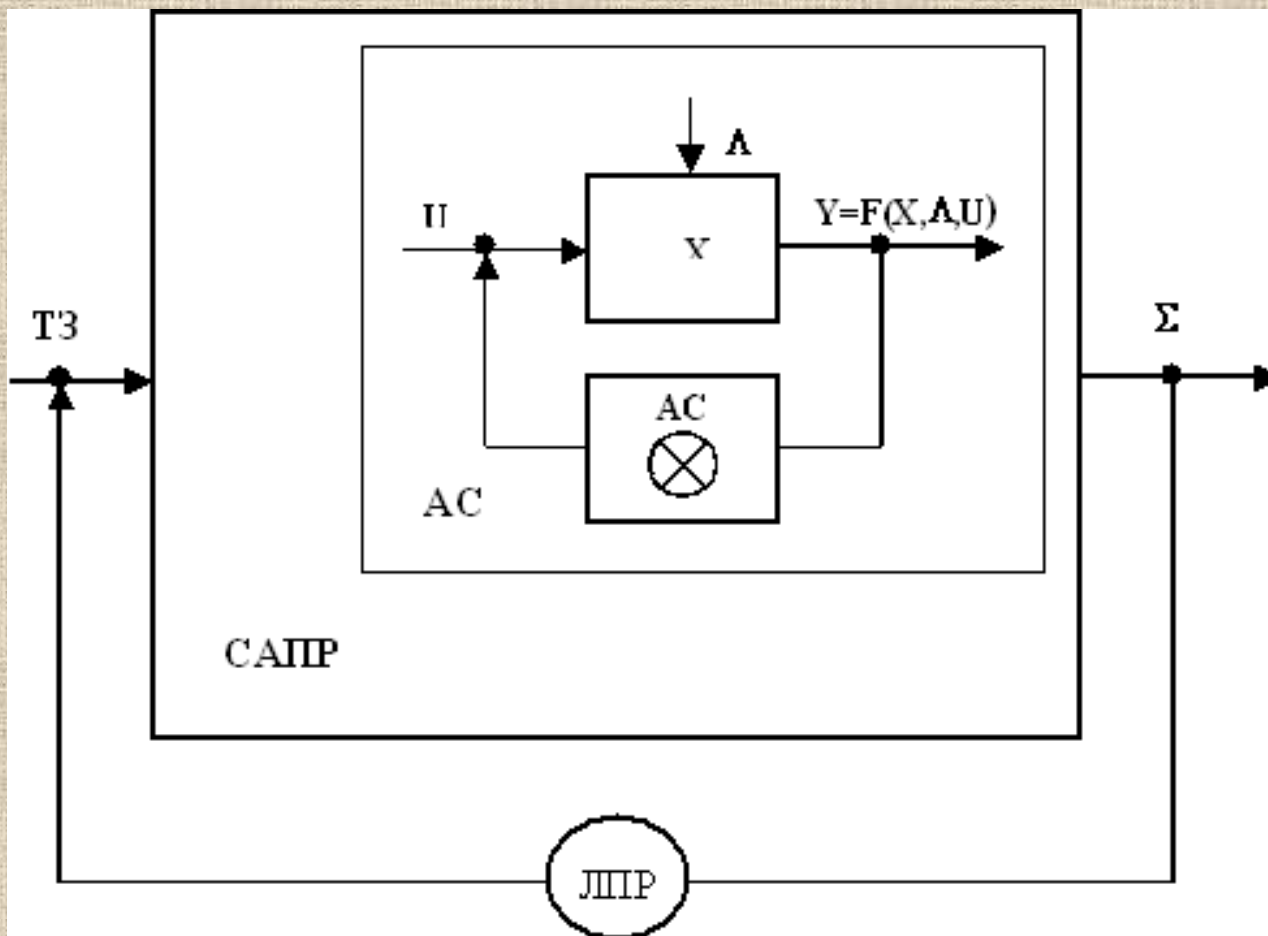 Λ
U
Y=F(X,Λ,U)
X
ТЗ
Σ
АС
АС
САПР
ЛПР